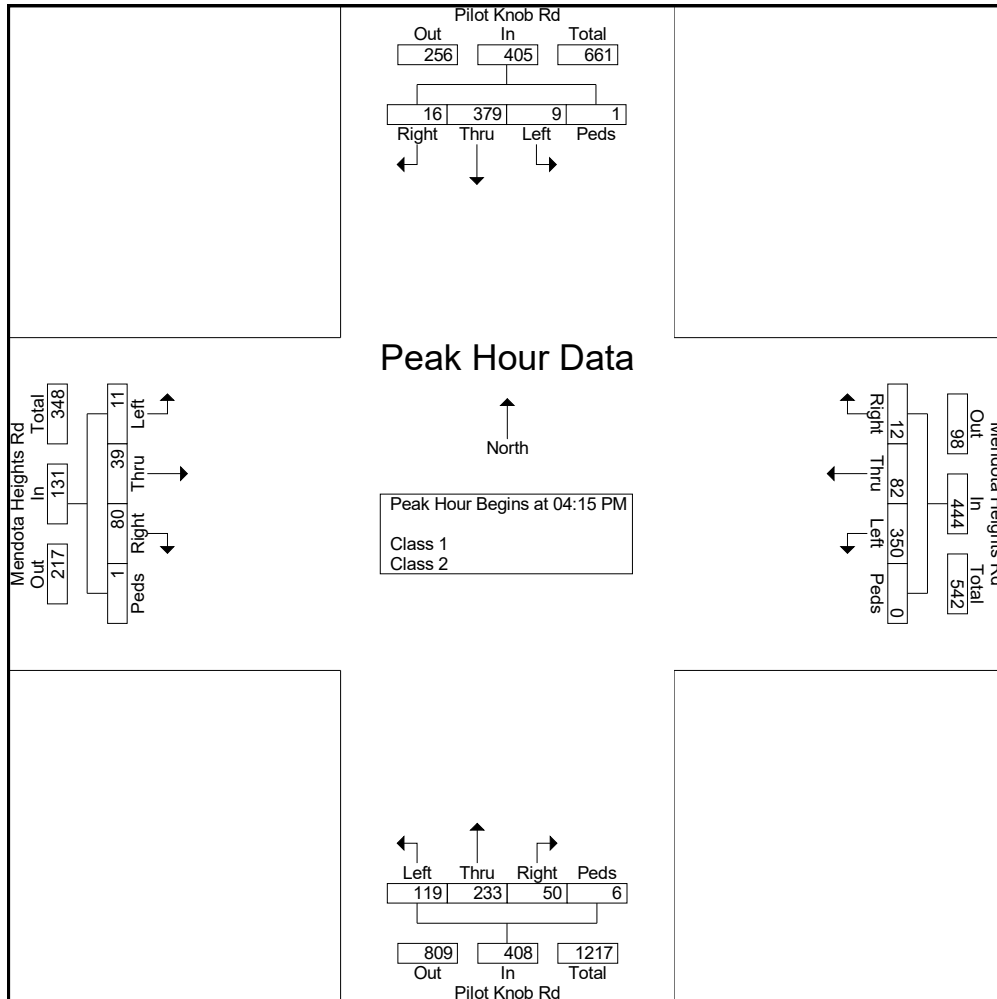 Pilot Knob Rd
Out In Total
256 405 661
16 379 9 1
Right Thru Left Peds
Peak Hour Data
North
Peak Hour Begins at 04:15 PM
Class 1
Class 2
Mendota Heights Rd
Total In Out
348 131 217
11 39 80 1
Left Thru Right Peds
Right Thru Left Peds
12 82 350 0
98 444 542
Out In Total
Mendota Heights Rd
Left Thru Right Peds
119 233 50 6
809 408 1217
Out In Total
Pilot Knob Rd